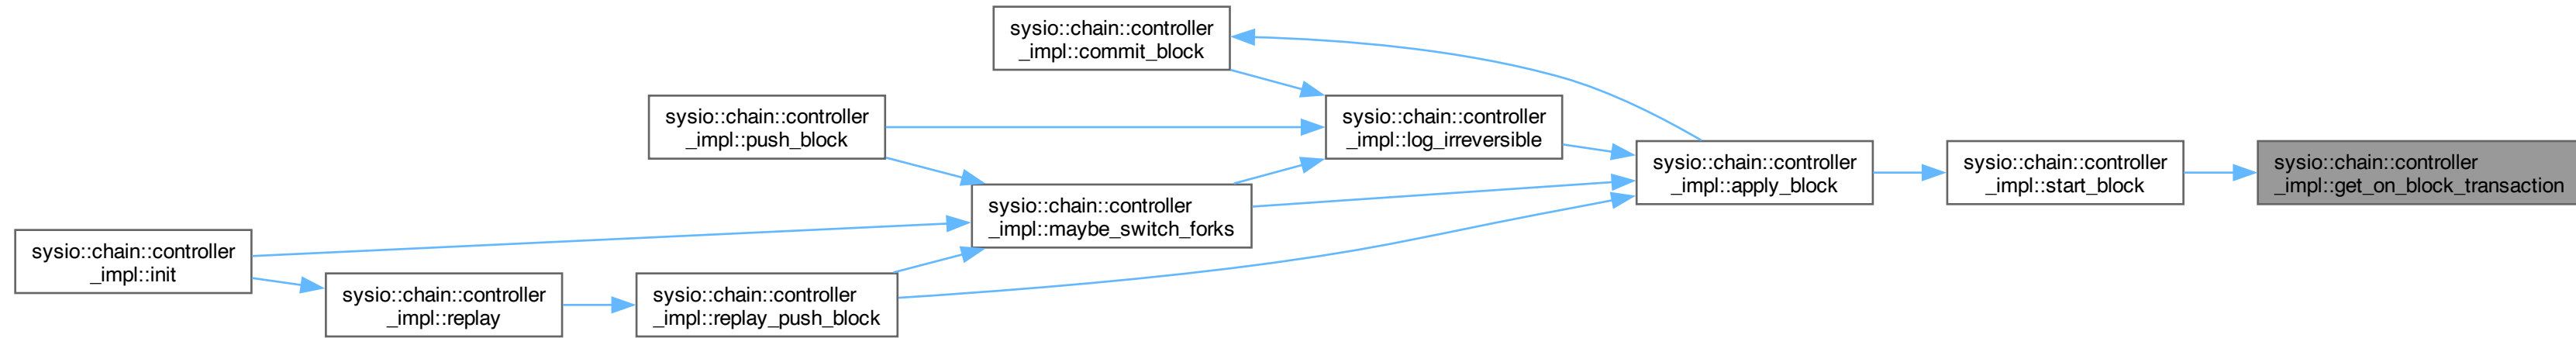 sysio::chain::controller
_impl::commit_block
sysio::chain::controller
_impl::push_block
sysio::chain::controller
_impl::log_irreversible
sysio::chain::controller
_impl::apply_block
sysio::chain::controller
_impl::start_block
sysio::chain::controller
_impl::get_on_block_transaction
sysio::chain::controller
_impl::maybe_switch_forks
sysio::chain::controller
_impl::init
sysio::chain::controller
_impl::replay
sysio::chain::controller
_impl::replay_push_block